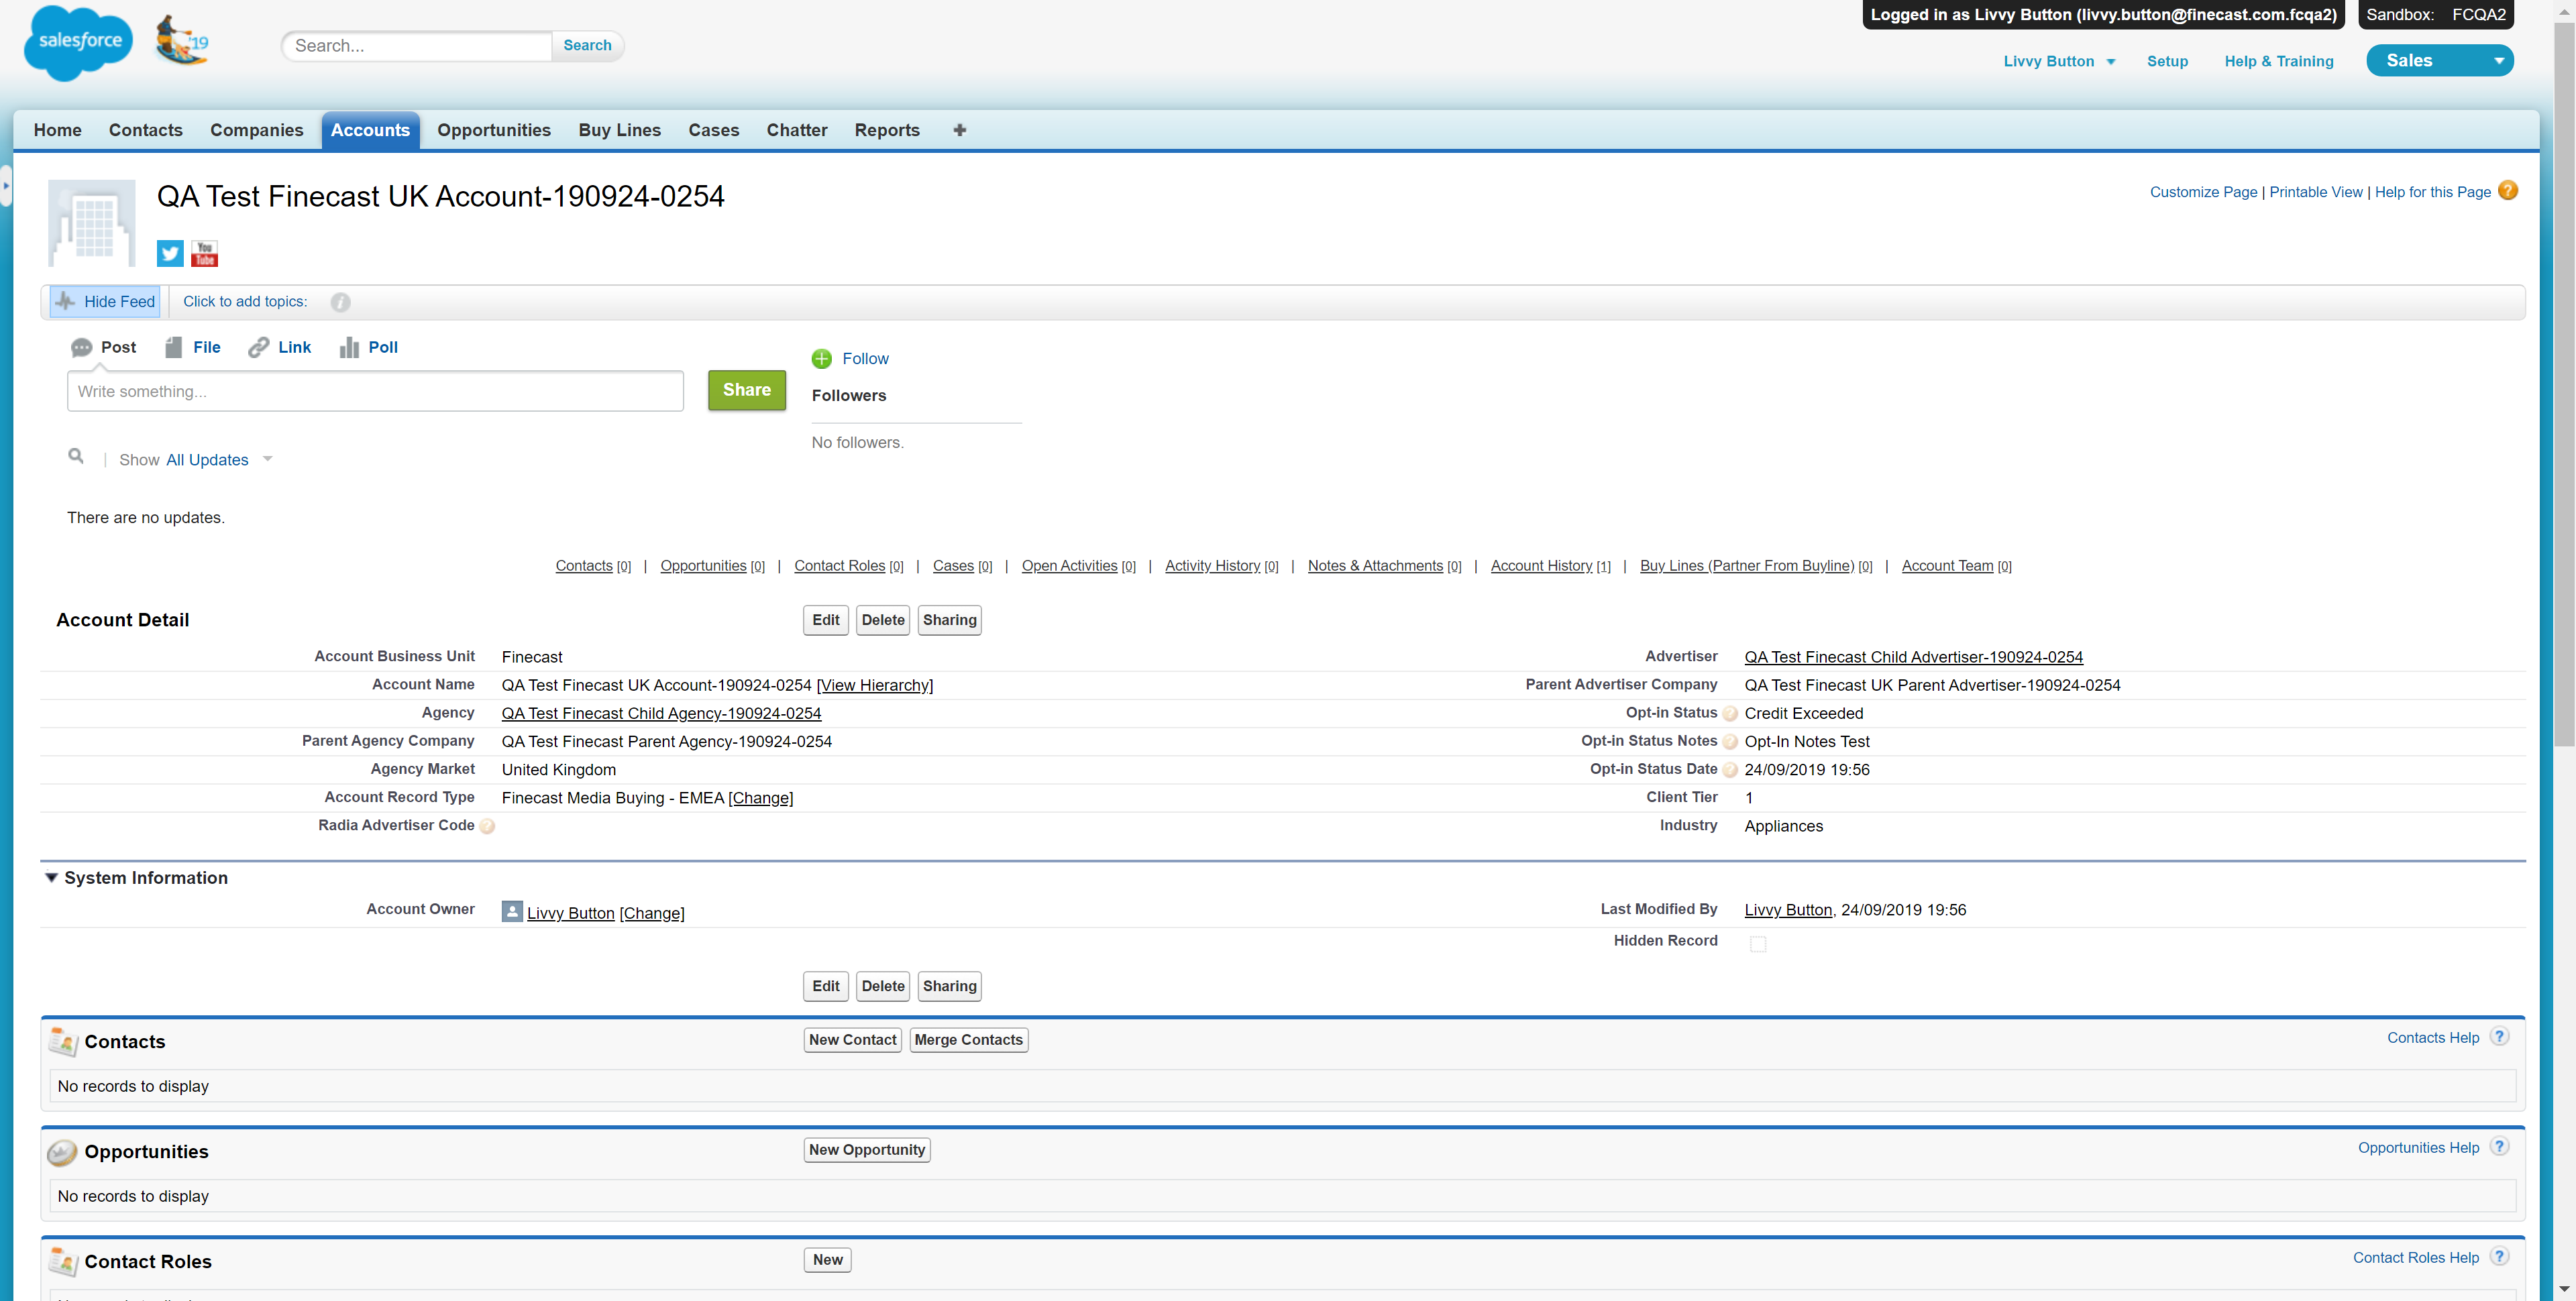 Logged in as Livvy Button (livvy.button@finecast.com.fcqa2) Sandbox: FCQA2
salesforce '19 Search... Search
Livvy Button Setup Help & Training Sales
Home Contacts Companies Accounts Opportunities Buy Lines Cases Chatter Reports
QA Test Finecast UK Account-190924-0254
Customize Page | Printable View | Help for this Page ?
You Tube
Hide Feed Click to add topics: i
Post File Link Poll
Write something... Share
Follow
Followers
No followers.
Show All Updates
There are no updates.
Contacts [0] | Opportunities [0] | Contact Roles [0] | Cases [0] | Open Activities [0] | Activity History [0] | Notes & Attachments [0] | Account History [1] | Buy Lines (Partner From Buyline) [0] | Account Team [0]
Account Detail Edit Delete Sharing
Account Business Unit Finecast Advertiser QA Test Finecast Child Advertiser-190924-0254
Account Name QA Test Finecast UK Account-190924-0254 [View Hierarchy] Parent Advertiser Company QA Test Finecast UK Parent Advertiser-190924-0254
Agency QA Test Finecast Child Agency-190924-0254 Opt-in Status ? Credit Exceeded
Parent Agency Company QA Test Finecast Parent Agency-190924-0254 Opt-in Status Notes ? Opt-In Notes Test
Agency Market United Kingdom Opt-in Status Date ? 24/09/2019 19:56
Account Record Type Finecast Media Buying - EMEA [Change] Client Tier 1
Radia Advertiser Code ? Industry Appliances
System Information
Account Owner Livvy Button [Change] Last Modified By Livvy Button, 24/09/2019 19:56
Hidden Record
Edit Delete Sharing
Contacts New Contact Merge Contacts Contacts Help ?
No records to display
Opportunities New Opportunity Opportunities Help ?
No records to display
Contact Roles New Contact Roles Help ?